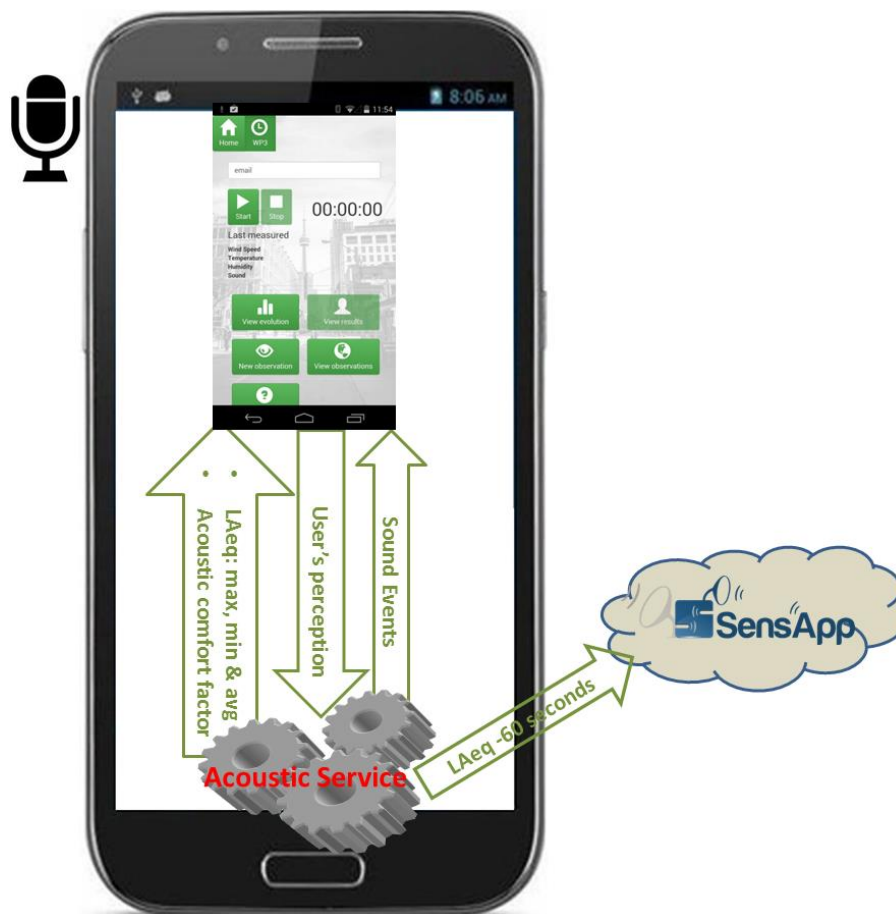 8:05 AM
! 11:54
Home WP3
email
Start Stop 00:00:00
Last measured
Wind Speed
Temperature
Humidity
Sound
View evolution View results
New observation View observations
?
• LAeq: max, min & avg
• Acoustic comfort factor
User's perception
Sound Events
Acoustic Service
LAeq -60 seconds
SensApp